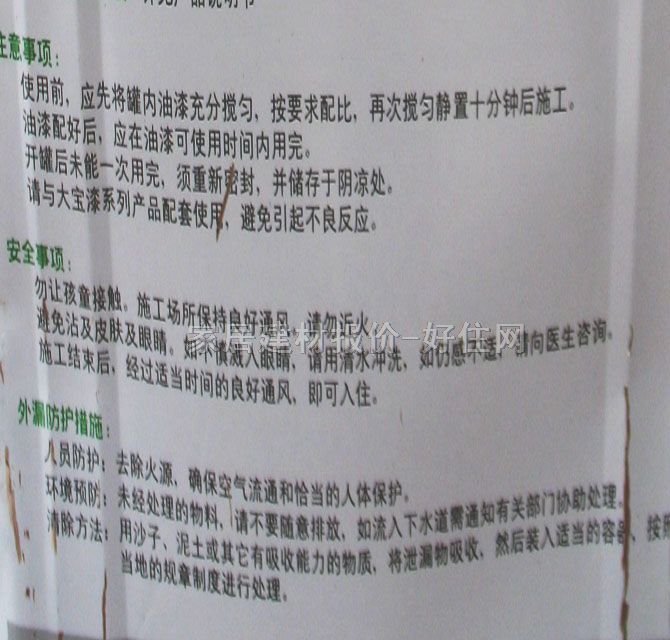 详见产品说明书
注意事项：
使用前，应先将罐内油漆充分搅匀，按要求配比，再次搅匀静置十分钟后施工。
油漆配好后，应在油漆可使用时间内用完。
开罐后未能一次用完，须重新密封，并储存于阴凉处。
请与大宝漆系列产品配套使用，避免引起不良反应。
安全事项：
勿让孩童接触。施工场所保持良好通风，请勿近火。
避免沾及皮肤及眼睛。如不慎溅入眼睛，请用清水冲洗，如仍感不适，请向医生咨询。
家居建材报价-好住网
施工结束后，经过适当时间的良好通风，即可入住。
外漏防护措施：
人员防护：去除火源，确保空气流通和恰当的人体保护。
环境预防：未经处理的物料，请不要随意排放，如流入下水道需通知有关部门协助处理。
清除方法：用沙子、泥土或其它有吸收能力的物质，将泄漏物吸收，然后装入适当的容器，按
当地的规章制度进行处理。